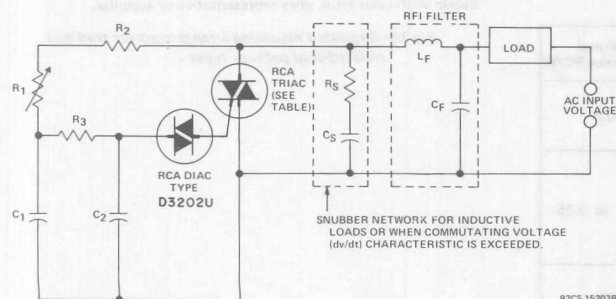 RFI FILTER
R2
LF
LOAD
RCA
TRIAC
(SEE
TABLE)
R1
RS
CF
AC INPUT
VOLTAGE
R3
CS
RCA DIAC
TYPE
D3202U
C1
C2
SNUBBER NETWORK FOR INDUCTIVE
LOADS OR WHEN COMMUTATING VOLTAGE
(dv/dt) CHARACTERISTIC IS EXCEEDED.